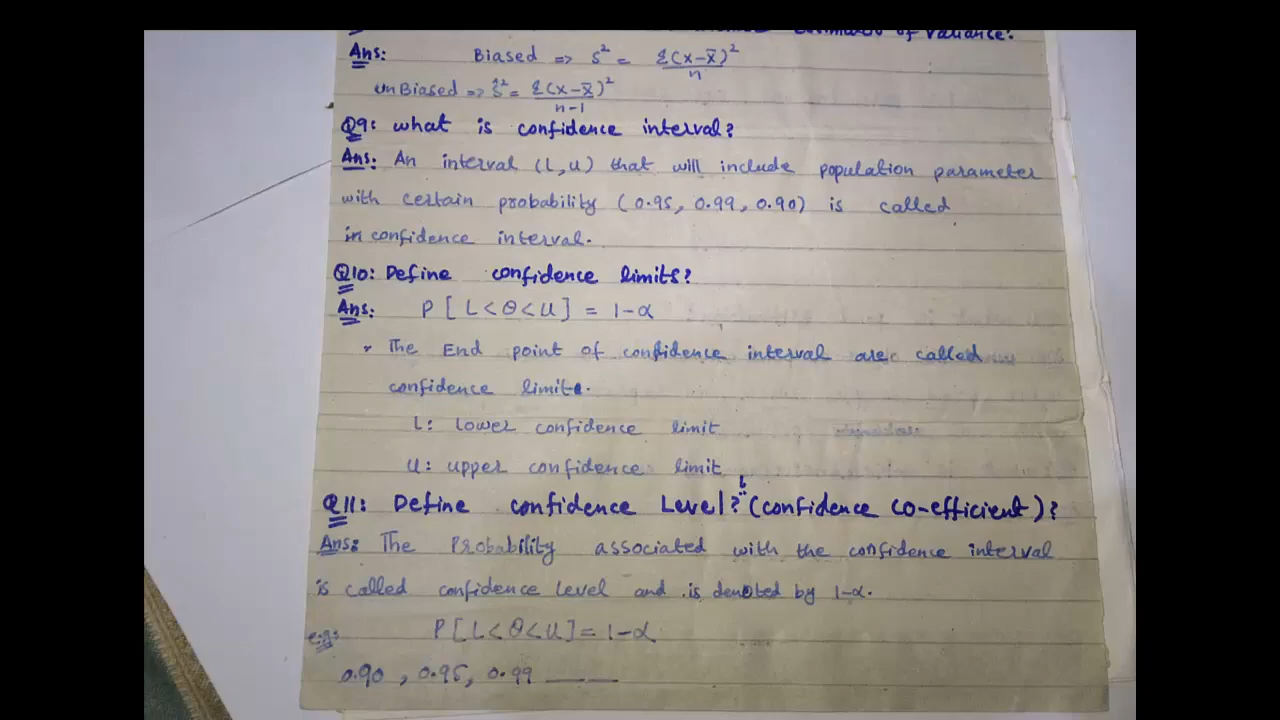 Estimators of variance?
Ans: Biased => S² = Σ(x-x̄)²/n
unBiased => ŝ² = Σ(x-x̄)²/n-1
Q9: what is confidence interval?
Ans: An interval (L,u) that will include population parameter
with certain probability (0.95, 0.99, 0.90) is called
in confidence interval.
Q10: Define confidence limits?
Ans: P[L<θ<u] = 1-α
The End point of confidence interval are called
confidence limits.
L: lower confidence limit
U: upper confidence limit
Q11: Define confidence Level? (confidence co-efficient)?
Ans: The Probability associated with the confidence interval
is called confidence level and is denoted by 1-α.
e.g: P[L<θ<u] = 1-α
0.90, 0.95, 0.99 ___